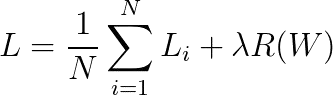 L = \frac{1}{N} \sum_{i=1}^{N} L_i + \lambda R(W)